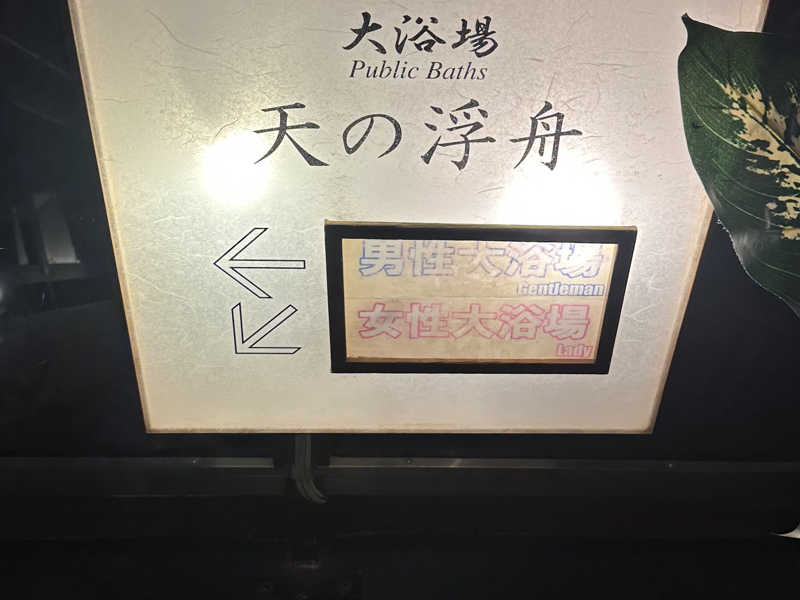 大浴場
Public Baths
天の浮舟
男性大浴場
Gentleman
女性大浴場
Lady